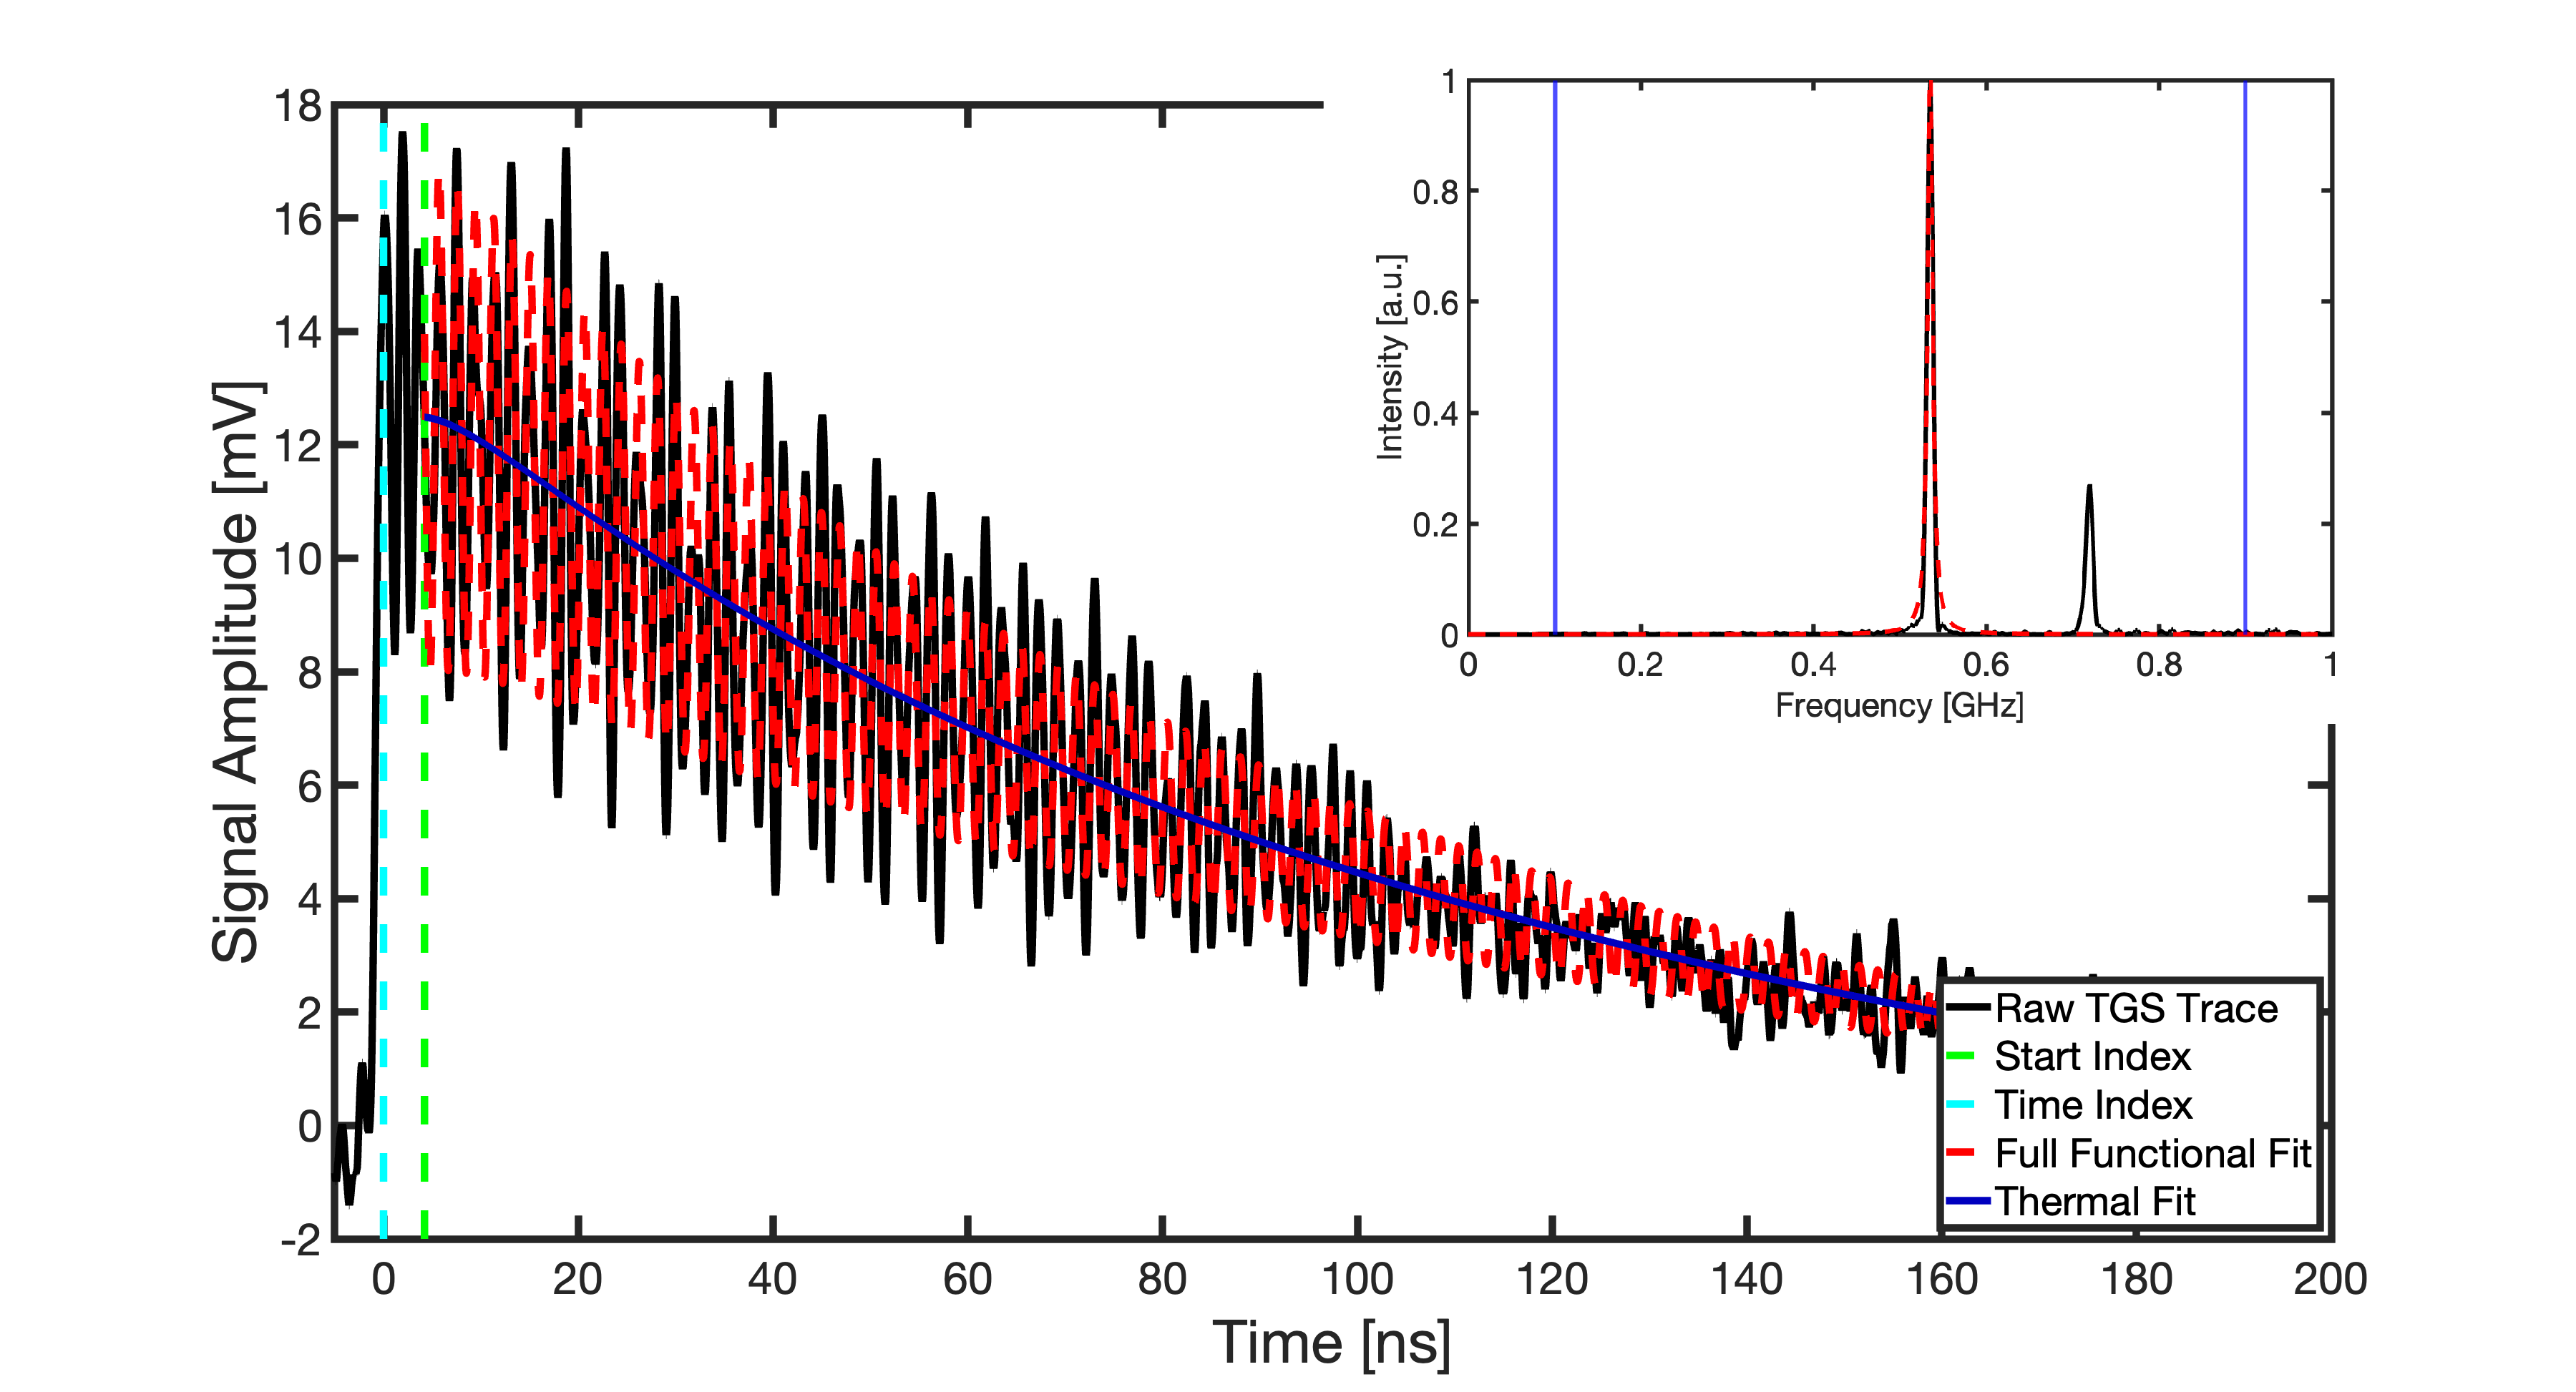 18
16
14
12
10
8
6
4
2
0
-2
Signal Amplitude [mV]
0 20 40 60 80 100 120 140 160 180 200
Time [ns]
1
0.8
0.6
0.4
0.2
0
Intensity [a.u.]
0 0.2 0.4 0.6 0.8 1
Frequency [GHz]
Raw TGS Trace
Start Index
Time Index
Full Functional Fit
Thermal Fit